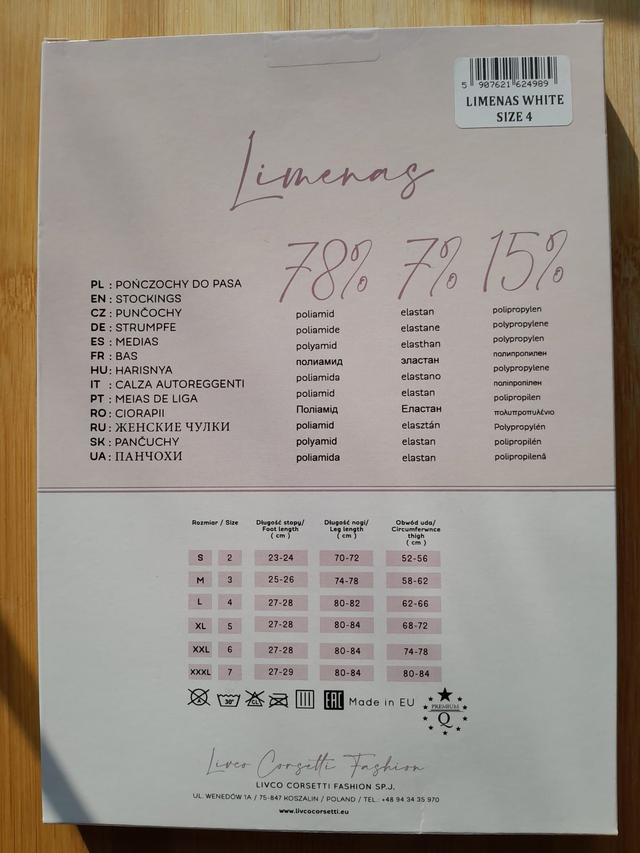 5 907621 624989
LIMENAS WHITE
SIZE 4
Limenas
78% 7% 15%
PL : POŃCZOCHY DO PASA
EN : STOCKINGS
CZ : PUNČOCHY
DE : STRUMPFE
ES : MEDIAS
FR : BAS
HU : HARISNYA
IT : CALZA AUTOREGGENTI
PT : MEIAS DE LIGA
RO : CIORAPII
RU : ЖЕНСКИЕ ЧУЛКИ
SK : PANČUCHY
UA : ПАНЧОХИ
poliamid
poliamide
polyamid
полиамид
poliamida
poliamid
Поліамід
poliamid
polyamid
poliamida
elastan
elastane
elasthan
эластан
elastano
elastan
Еластан
elasztán
elastan
elastan
polipropylen
polypropylene
polypropylen
полипропилен
polypropylene
поліпропілен
polipropilen
πολυπροπυλένιο
Polypropylén
polipropilén
polipropilenă
Rozmiar / Size
Długość stopy/
Foot length
( cm )
Długość nogi/
Leg length
( cm )
Obwód uda/
Circumferwnce
thigh
( cm )
S 2 23-24 70-72 52-56
M 3 25-26 74-78 58-62
L 4 27-28 80-82 62-66
XL 5 27-28 80-84 68-72
XXL 6 27-28 80-84 74-78
XXXL 7 27-29 80-84 80-84
30° CL EAC Made in EU
PREMIUM
Q
Livco Corsetti Fashion
LIVCO CORSETTI FASHION SP.J.
UL. WENEDÓW 1A / 75-847 KOSZALIN / POLAND / TEL.: +48 94 34 35 970
www.livcocorsetti.eu